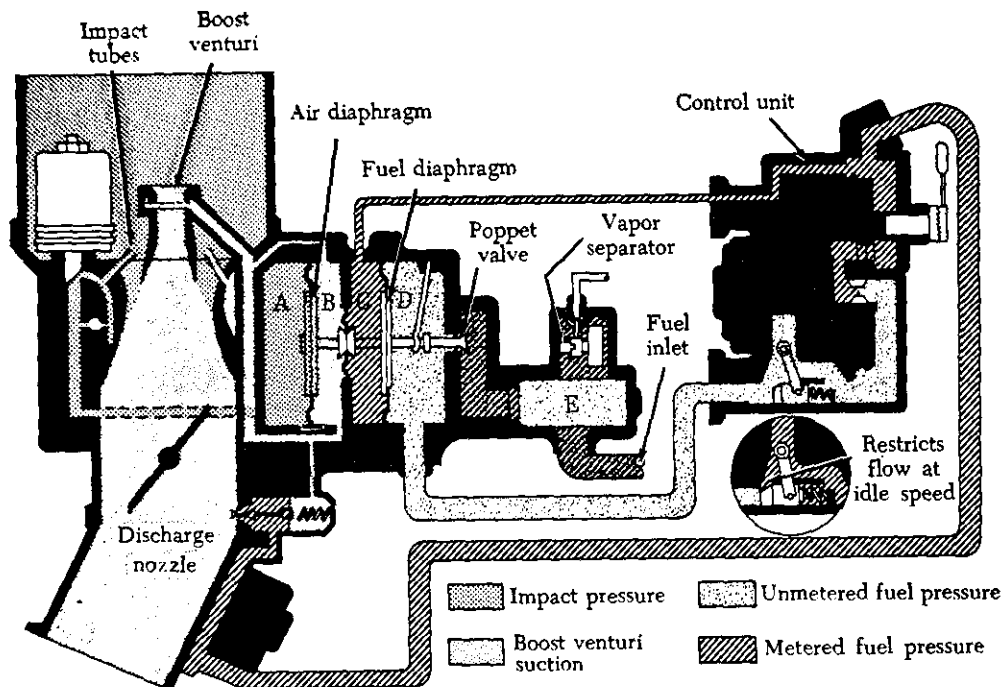 Impact
tubes
Boost
venturi
Air diaphragm
Fuel diaphragm
Poppet
valve
Vapor
separator
Fuel
inlet
Control unit
A
B
C
D
E
Restricts
flow at
idle speed
Discharge
nozzle
Impact pressure
Unmetered fuel pressure
Boost venturi
suction
Metered fuel pressure